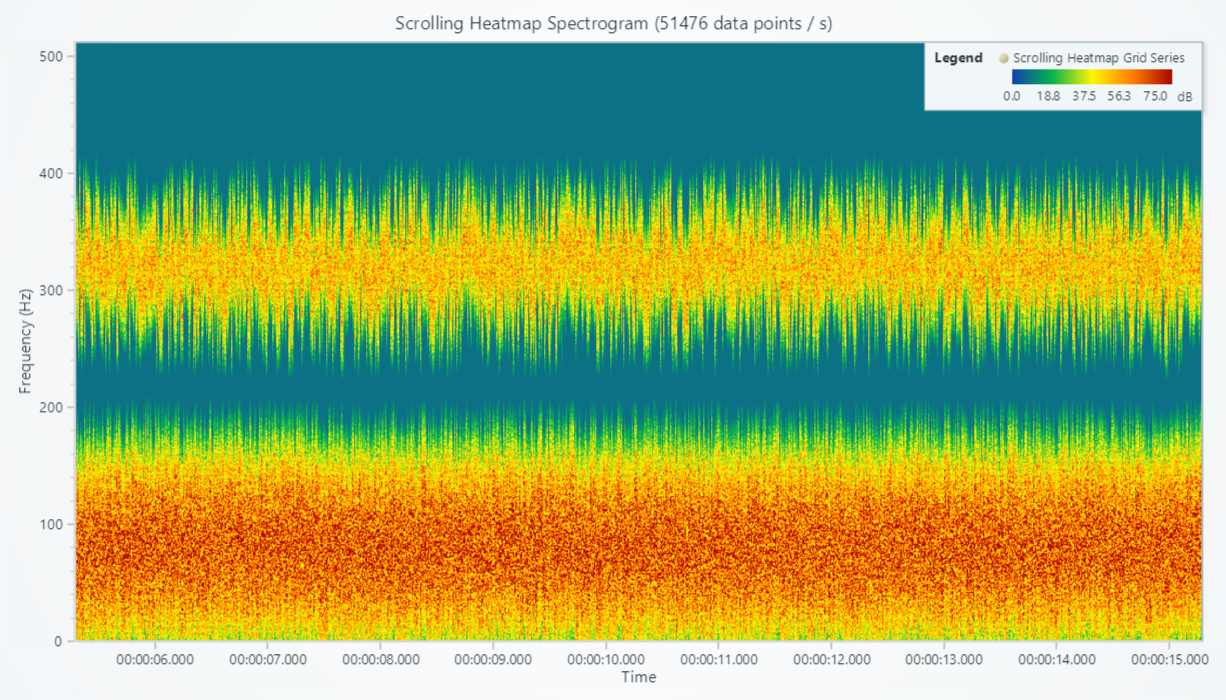 Scrolling Heatmap Spectrogram (51476 data points / s)
Legend Scrolling Heatmap Grid Series
0.0 18.8 37.5 56.3 75.0 dB
500
400
300
200
100
0
Frequency (Hz)
00:00:06.000 00:00:07.000 00:00:08.000 00:00:09.000 00:00:10.000 00:00:11.000 00:00:12.000 00:00:13.000 00:00:14.000 00:00:15.000
Time